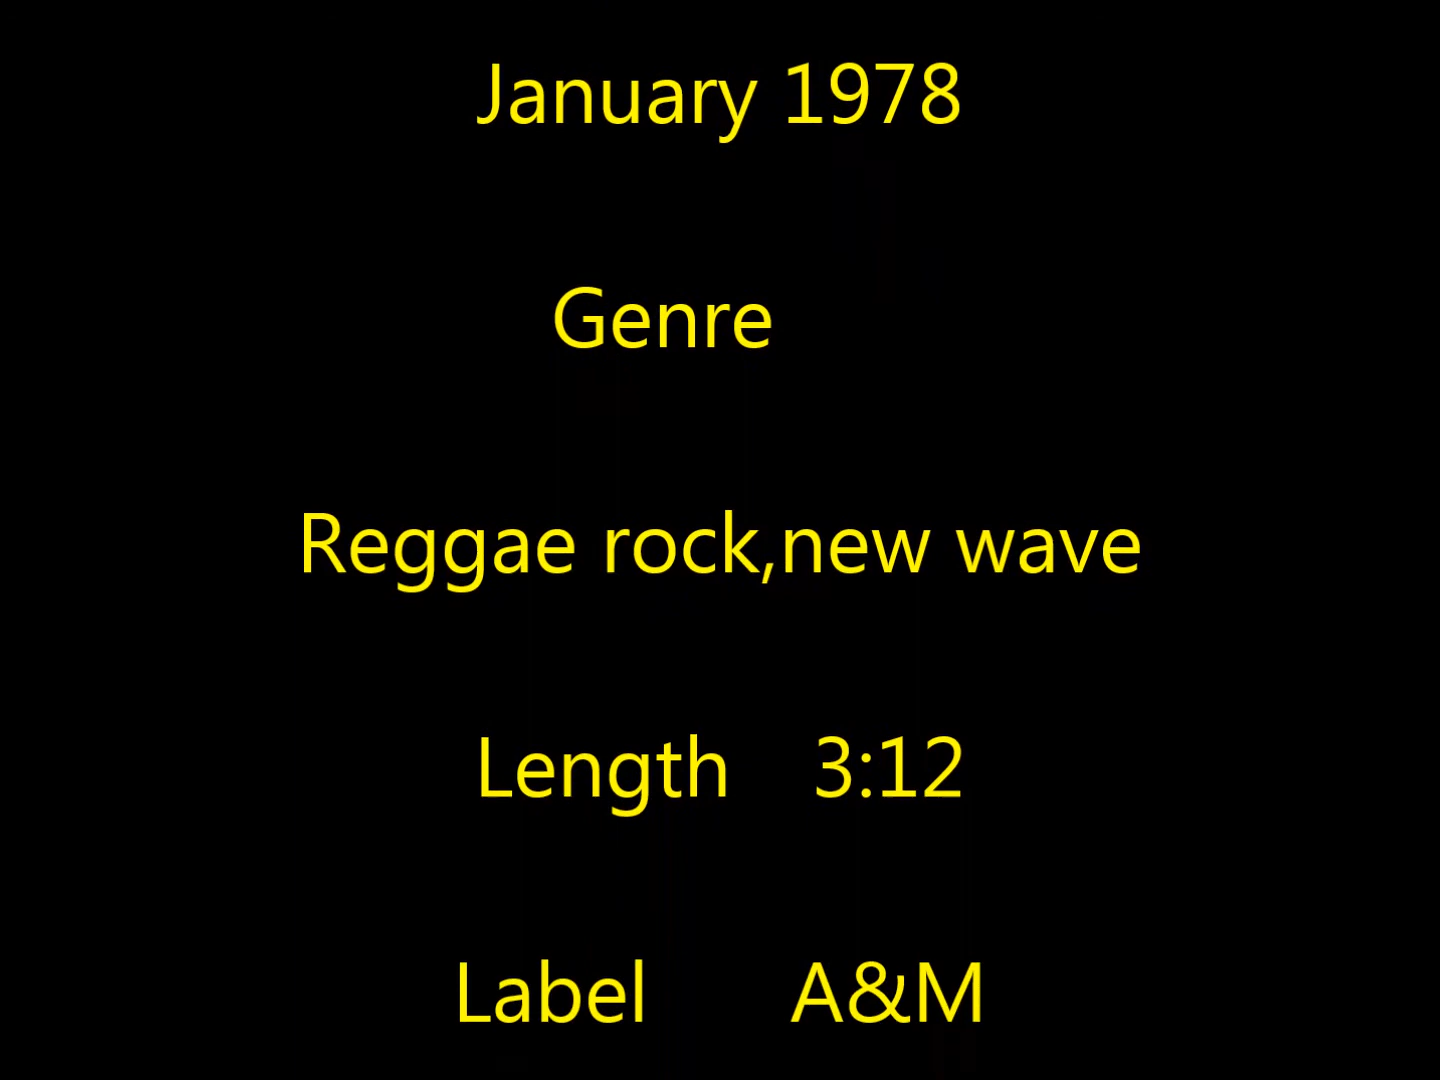 January 1978
Genre
Reggae rock,new wave
Length 3:12
Label A&M